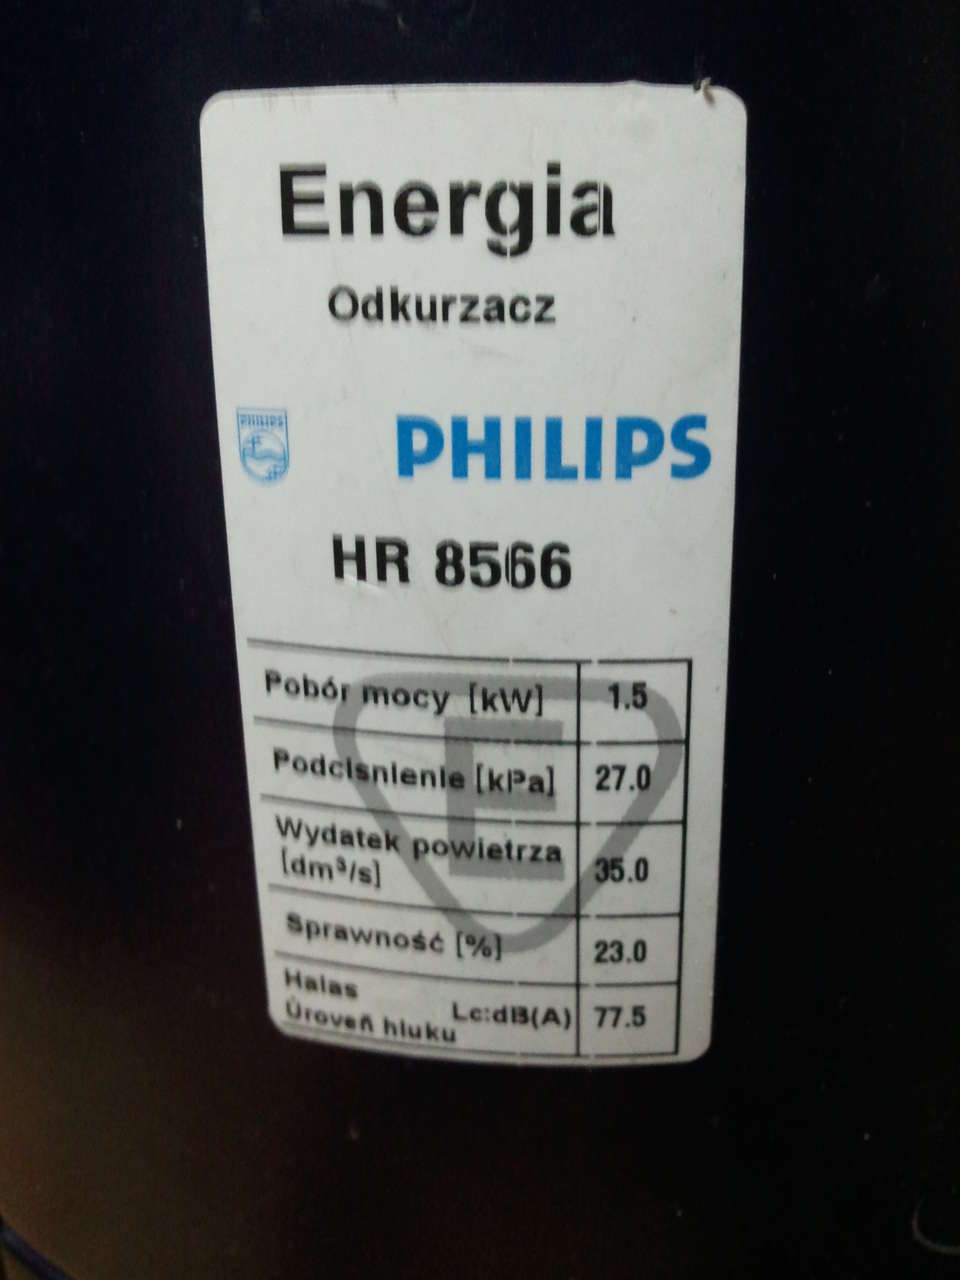 Energia
Odkurzacz
PHILIPS
PHILIPS
HR 8566
Pobór mocy [kW] 1.5
Podcisnienie [kPa] 27.0
Wydatek powietrza
[dm³/s] 35.0
Sprawność [%] 23.0
Halas
Úroveň hluku Lc:dB(A) 77.5
E